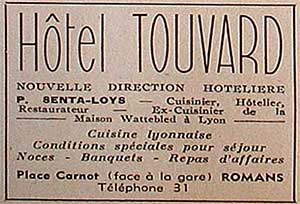 Hôtel TOUVARD
NOUVELLE DIRECTION HOTELIERE
P. SENTA-LOYS — Cuisinier, Hôtelier,
Restaurateur — Ex-Cuisinier de la
Maison Wattebled à Lyon
Cuisine lyonnaise
Conditions spéciales pour séjour
Noces - Banquets - Repas d'affaires
Place Carnot (face à la gare) ROMANS
Téléphone 31